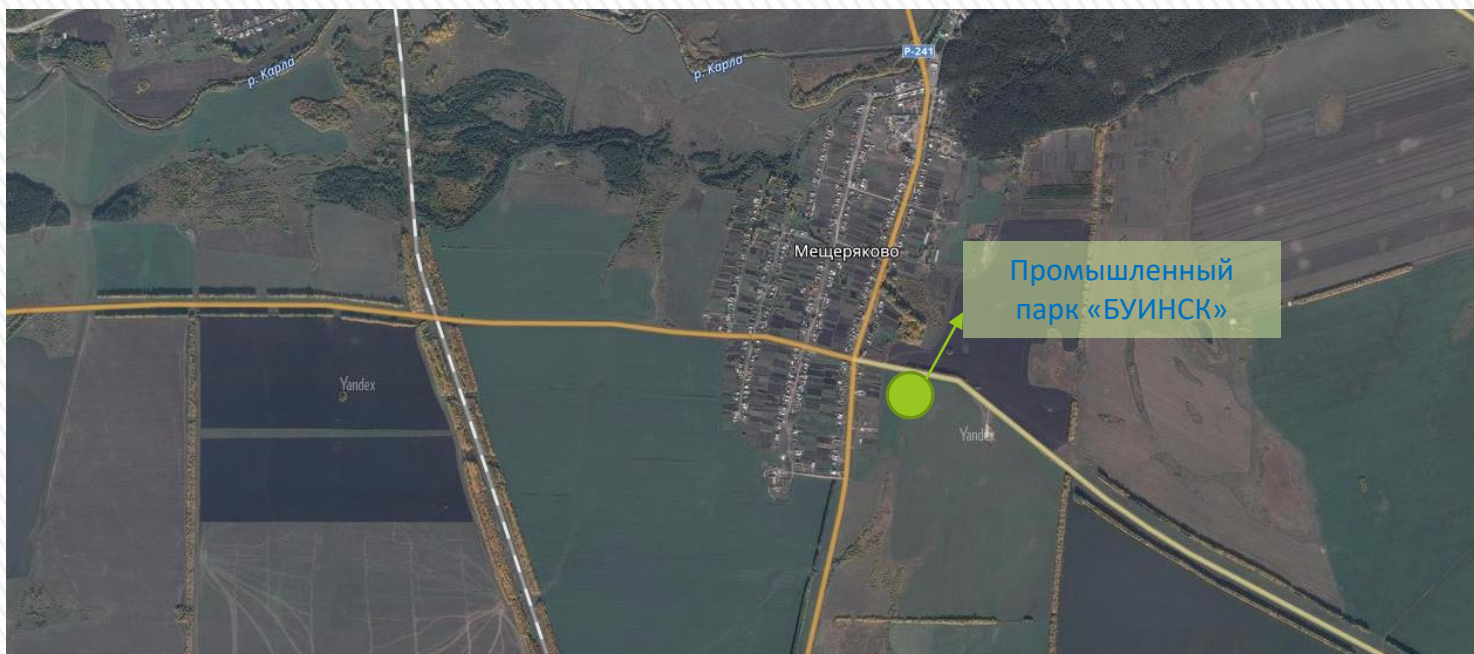 р. Карла
р. Карла
Р-241
Мещеряково
Промышленный
парк «БУИНСК»
Yandex
Yandex